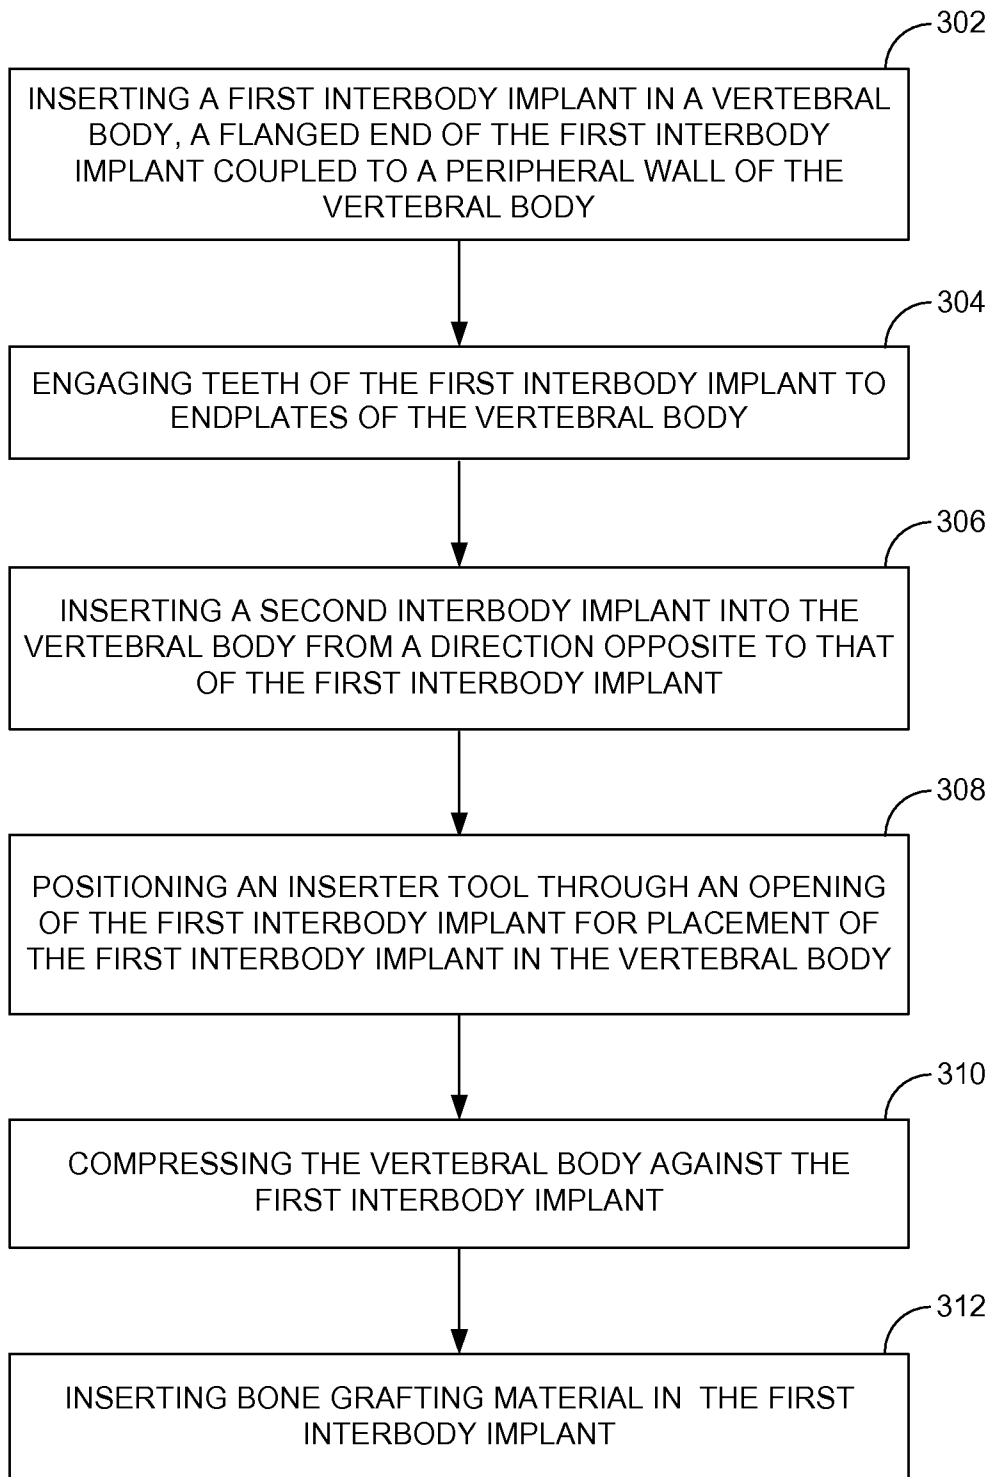 302
INSERTING A FIRST INTERBODY IMPLANT IN A VERTEBRAL
BODY, A FLANGED END OF THE FIRST INTERBODY
IMPLANT COUPLED TO A PERIPHERAL WALL OF THE
VERTEBRAL BODY
304
ENGAGING TEETH OF THE FIRST INTERBODY IMPLANT TO
ENDPLATES OF THE VERTEBRAL BODY
306
INSERTING A SECOND INTERBODY IMPLANT INTO THE
VERTEBRAL BODY FROM A DIRECTION OPPOSITE TO THAT
OF THE FIRST INTERBODY IMPLANT
308
POSITIONING AN INSERTER TOOL THROUGH AN OPENING
OF THE FIRST INTERBODY IMPLANT FOR PLACEMENT OF
THE FIRST INTERBODY IMPLANT IN THE VERTEBRAL BODY
310
COMPRESSING THE VERTEBRAL BODY AGAINST THE
FIRST INTERBODY IMPLANT
312
INSERTING BONE GRAFTING MATERIAL IN THE FIRST
INTERBODY IMPLANT